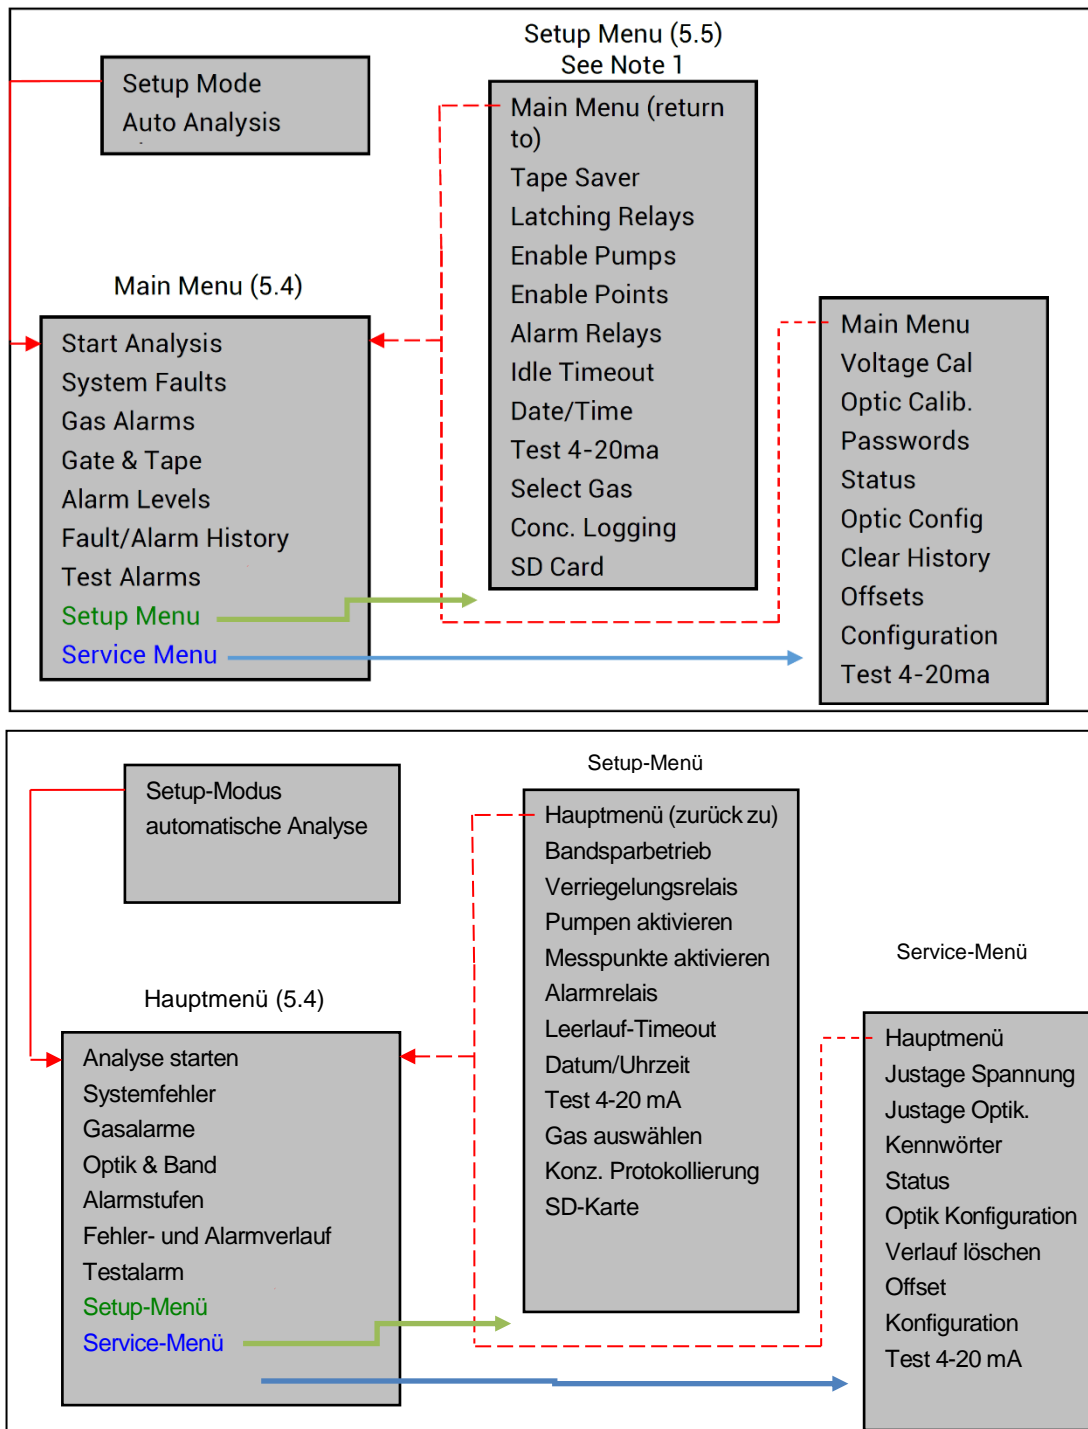 Setup Menu (5.5)
See Note 1
Setup Mode
Auto Analysis
Main Menu (return
to)
Tape Saver
Latching Relays
Enable Pumps
Enable Points
Alarm Relays
Idle Timeout
Date/Time
Test 4-20ma
Select Gas
Conc. Logging
SD Card
Main Menu (5.4)
Start Analysis
System Faults
Gas Alarms
Gate & Tape
Alarm Levels
Fault/Alarm History
Test Alarms
Setup Menu
Service Menu
Main Menu
Voltage Cal
Optic Calib.
Passwords
Status
Optic Config
Clear History
Offsets
Configuration
Test 4-20ma
Setup-Menü
Setup-Modus
automatische Analyse
Hauptmenü (zurück zu)
Bandsparbetrieb
Verriegelungsrelais
Pumpen aktivieren
Messpunkte aktivieren
Alarmrelais
Leerlauf-Timeout
Datum/Uhrzeit
Test 4-20 mA
Gas auswählen
Konz. Protokollierung
SD-Karte
Hauptmenü (5.4)
Analyse starten
Systemfehler
Gasalarme
Optik & Band
Alarmstufen
Fehler- und Alarmverlauf
Testalarm
Setup-Menü
Service-Menü
Service-Menü
Hauptmenü
Justage Spannung
Justage Optik.
Kennwörter
Status
Optik Konfiguration
Verlauf löschen
Offset
Konfiguration
Test 4-20 mA